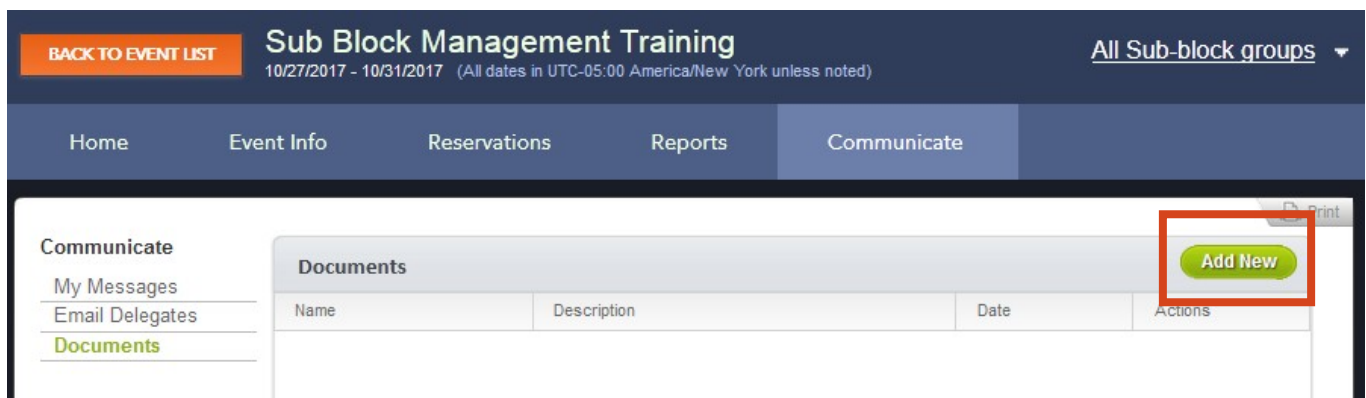 BACK TO EVENT LIST
Sub Block Management Training
10/27/2017 - 10/31/2017 (All dates in UTC-05:00 America/New York unless noted)
All Sub-block groups
Home Event Info Reservations Reports Communicate
Print
Communicate
My Messages
Email Delegates
Documents
Documents
Add New
Name Description Date Actions